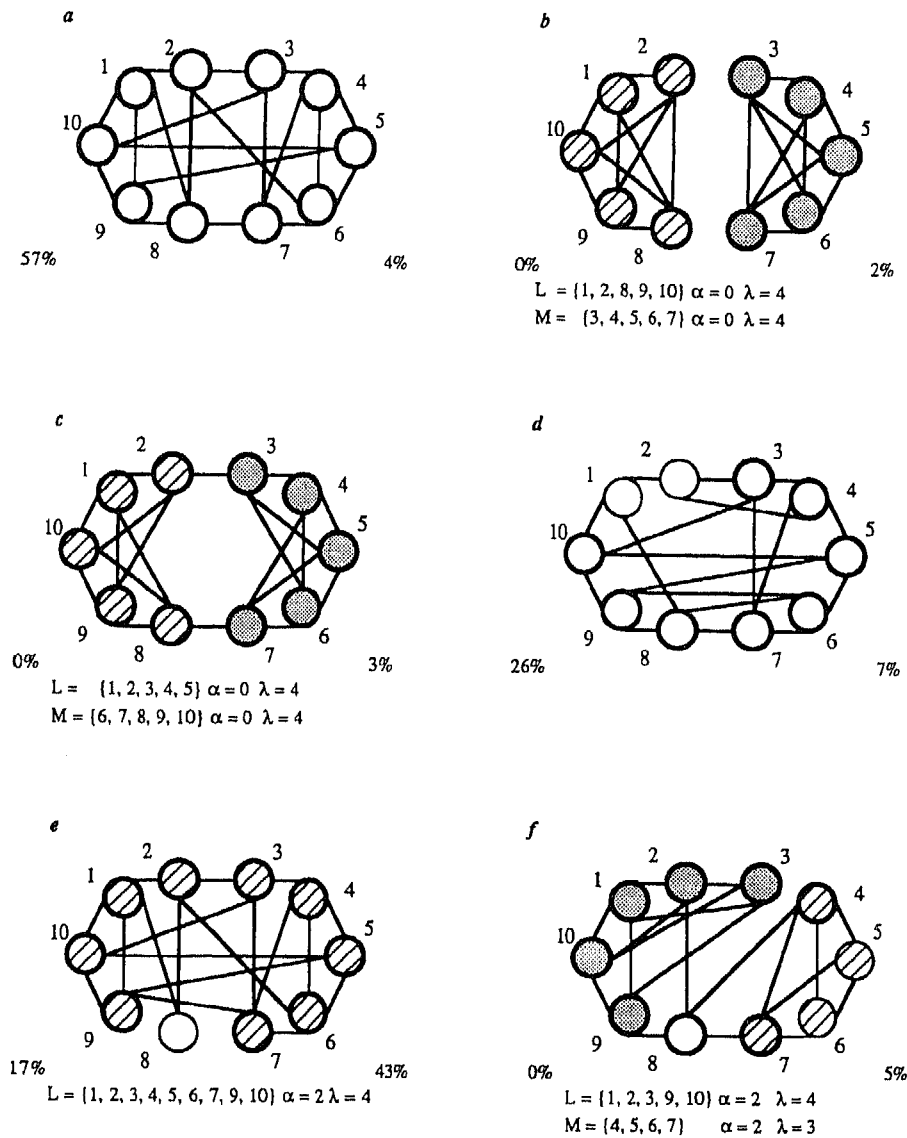 a
b
2 3
1 4
10 5
9 6
8 7
57% 4%
2 3
1 4
10 5
9 6
8 7
0% 2%
L = {1, 2, 8, 9, 10} α = 0 λ = 4
M = {3, 4, 5, 6, 7} α = 0 λ = 4
c
d
2 3
1 4
10 5
9 6
8 7
0% 3%
L = {1, 2, 3, 4, 5} α = 0 λ = 4
M = {6, 7, 8, 9, 10} α = 0 λ = 4
2 3
1 4
10 5
9 6
8 7
26% 7%
e
f
2 3
1 4
10 5
9 6
8 7
17% 43%
L = {1, 2, 3, 4, 5, 6, 7, 9, 10} α = 2 λ = 4
2 3
1 4
10 5
9 6
8 7
0% 5%
L = {1, 2, 3, 9, 10} α = 2 λ = 4
M = {4, 5, 6, 7} α = 2 λ = 3